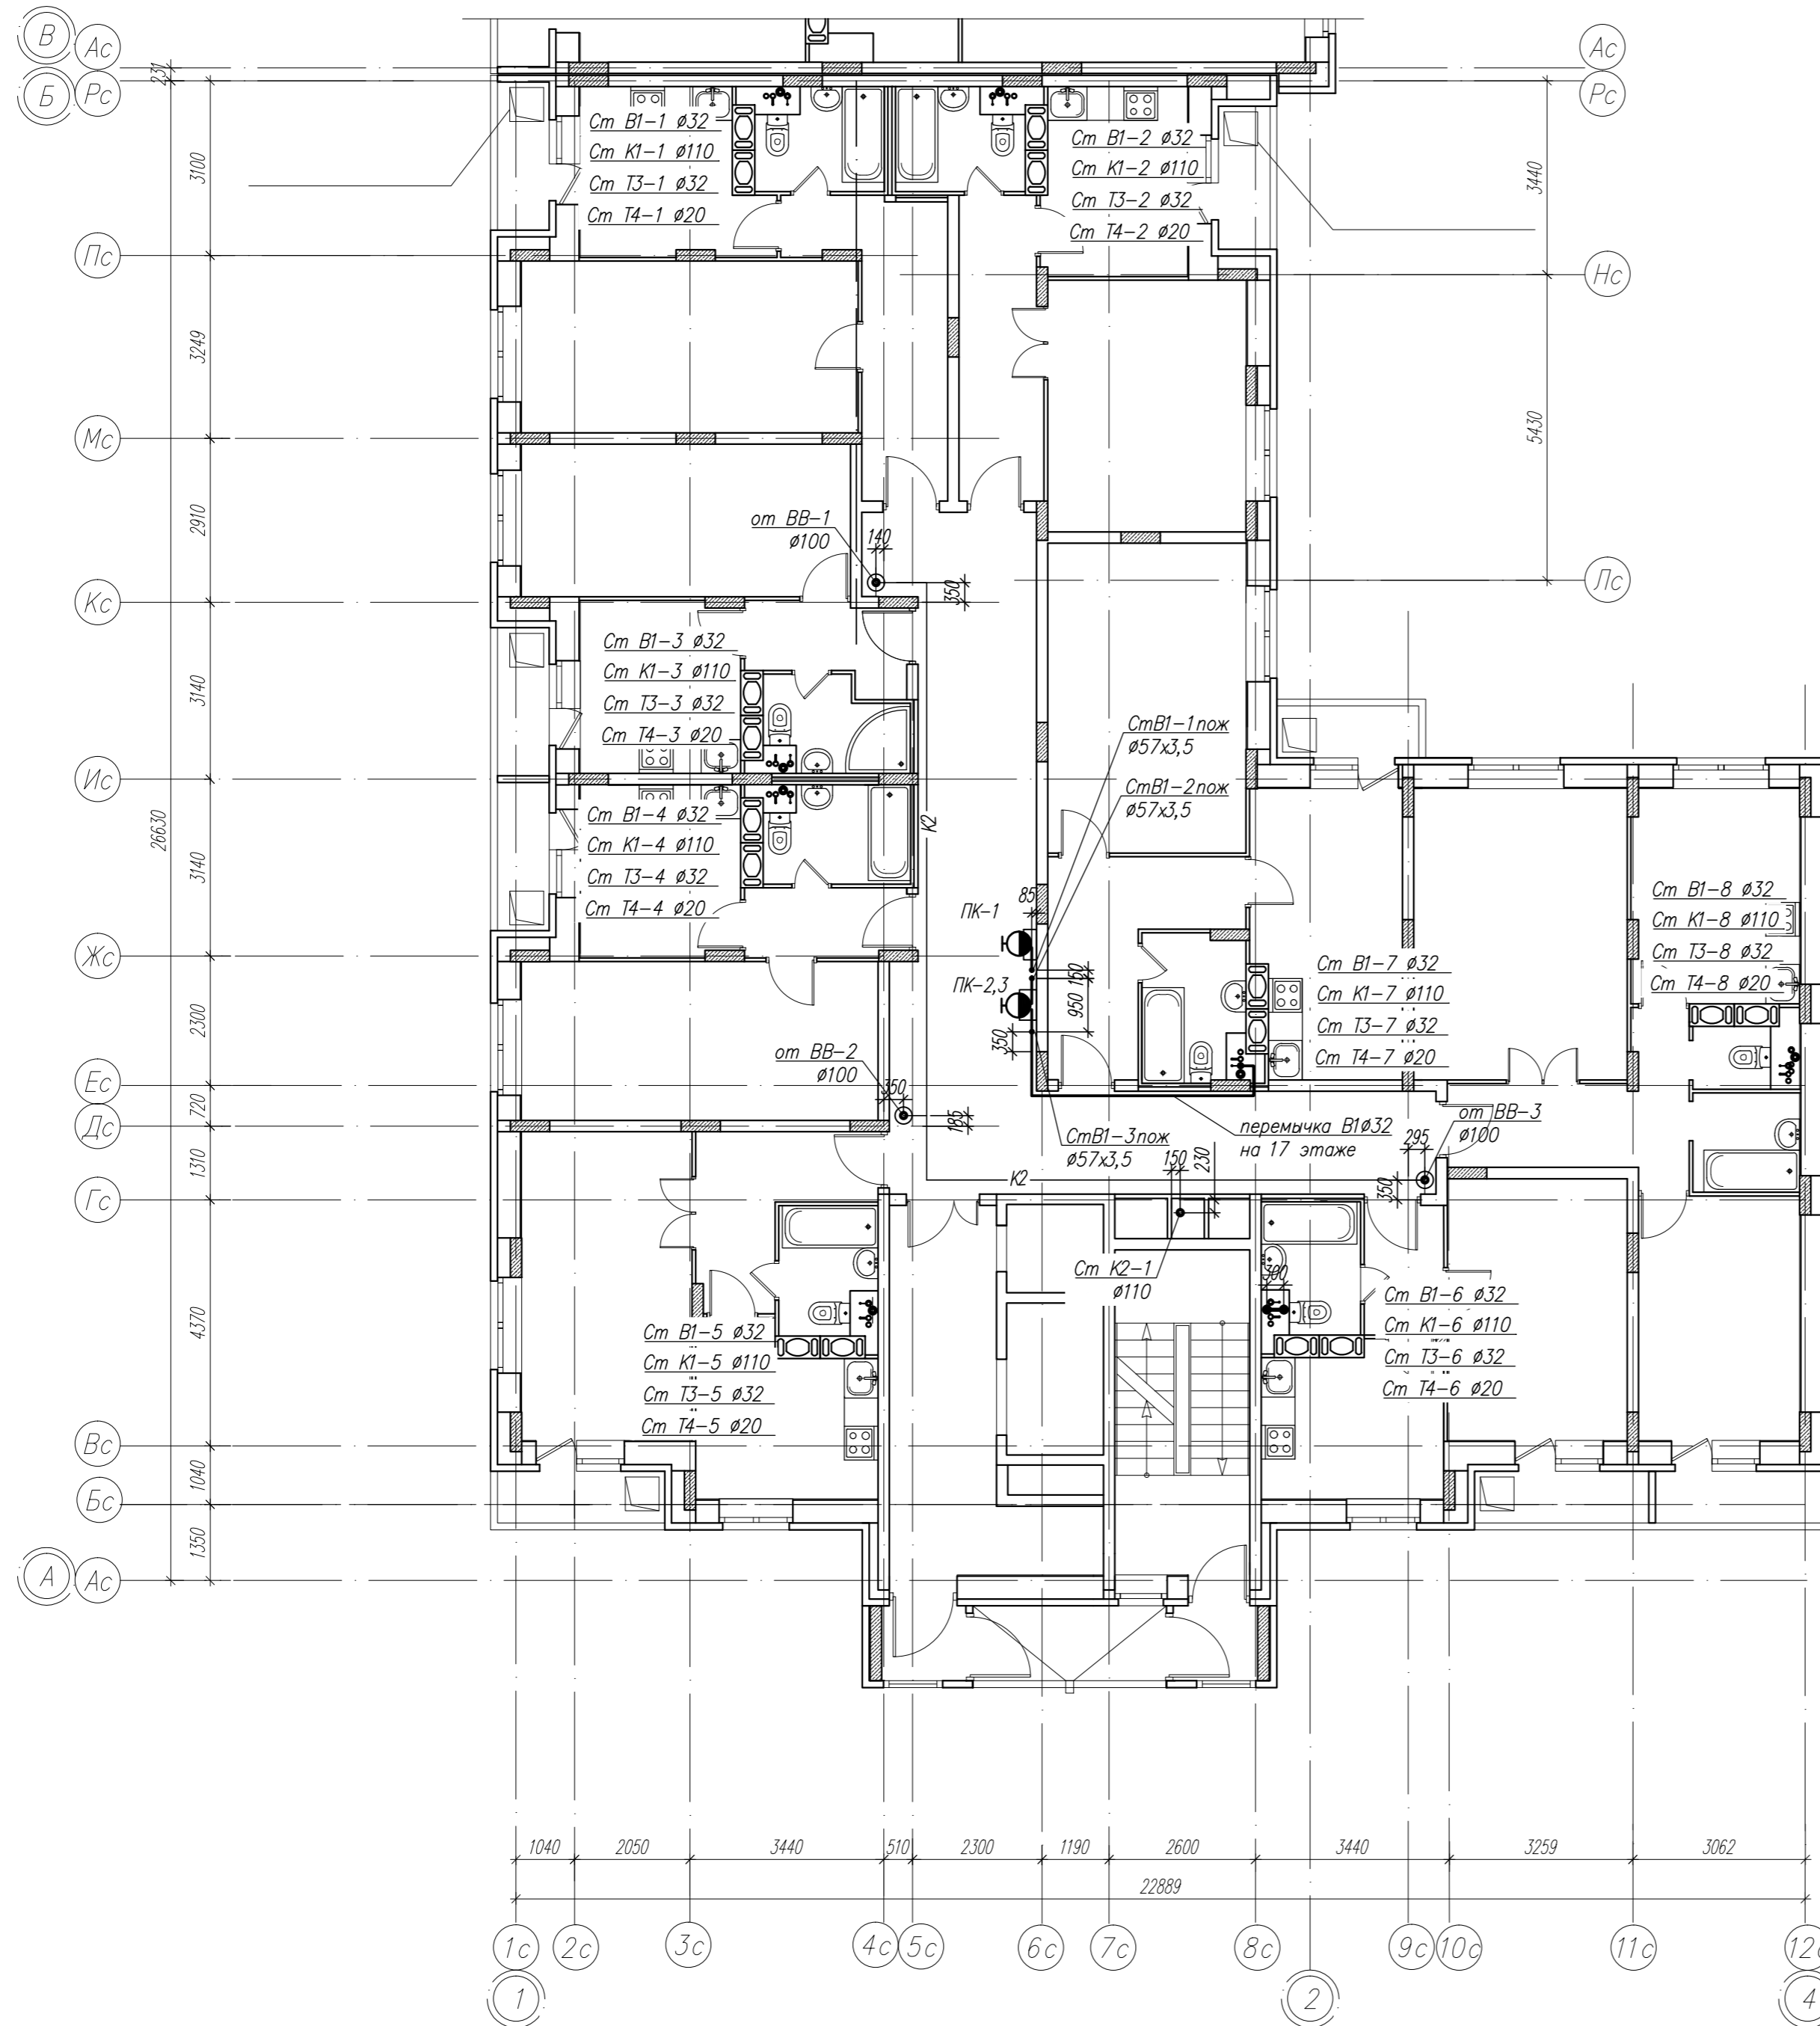 В
Ас
Б
Рс
Ас
Рс
231
3100
3440
Ст В1-1 ø32
Ст К1-1 ø110
Ст Т3-1 ø32
Ст Т4-1 ø20
Ст В1-2 ø32
Ст К1-2 ø110
Ст Т3-2 ø32
Ст Т4-2 ø20
Пс
Нс
3249
5430
Мс
2910
от ВВ-1
ø100
140
350
Кс
Лс
3140
Ст В1-3 ø32
Ст К1-3 ø110
Ст Т3-3 ø32
Ст Т4-3 ø20
СтВ1-1пож
ø57х3,5
Ис
СтВ1-2пож
ø57х3,5
26630
3140
К2
Ст В1-4 ø32
Ст К1-4 ø110
Ст Т3-4 ø32
Ст Т4-4 ø20
Ст В1-8 ø32
Ст К1-8 ø110
Ст Т3-8 ø32
Ст Т4-8 ø20
85
ПК-1
Жс
ПК-2,3
150
950
350
Ст В1-7 ø32
Ст К1-7 ø110
Ст Т3-7 ø32
Ст Т4-7 ø20
2300
от ВВ-2
ø100
350
185
Ес
720
Дс
СтВ1-3пож
ø57х3,5
перемычка В1ø32
на 17 этаже
от ВВ-3
ø100
295
350
1310
К2
150
230
Гс
4370
Ст К2-1
ø110
300
Ст В1-5 ø32
Ст К1-5 ø110
Ст Т3-5 ø32
Ст Т4-5 ø20
Ст В1-6 ø32
Ст К1-6 ø110
Ст Т3-6 ø32
Ст Т4-6 ø20
Вс
1040
Бс
1350
А
Ас
1040
2050
3440
510
2300
1190
2600
3440
3259
3062
22889
1с
2с
3с
4с
5с
6с
7с
8с
9с
10с
11с
12с
1
2
4